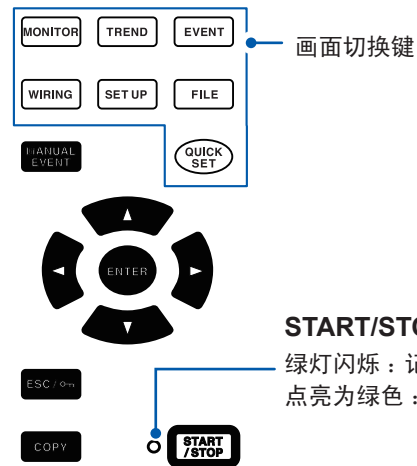 MONITOR TREND EVENT
画面切换键
WIRING SET UP FILE
MANUAL
EVENT
QUICK
SET
ENTER
START/STO
绿灯闪烁：记
点亮为绿色：
ESC/
COPY
START
/STOP